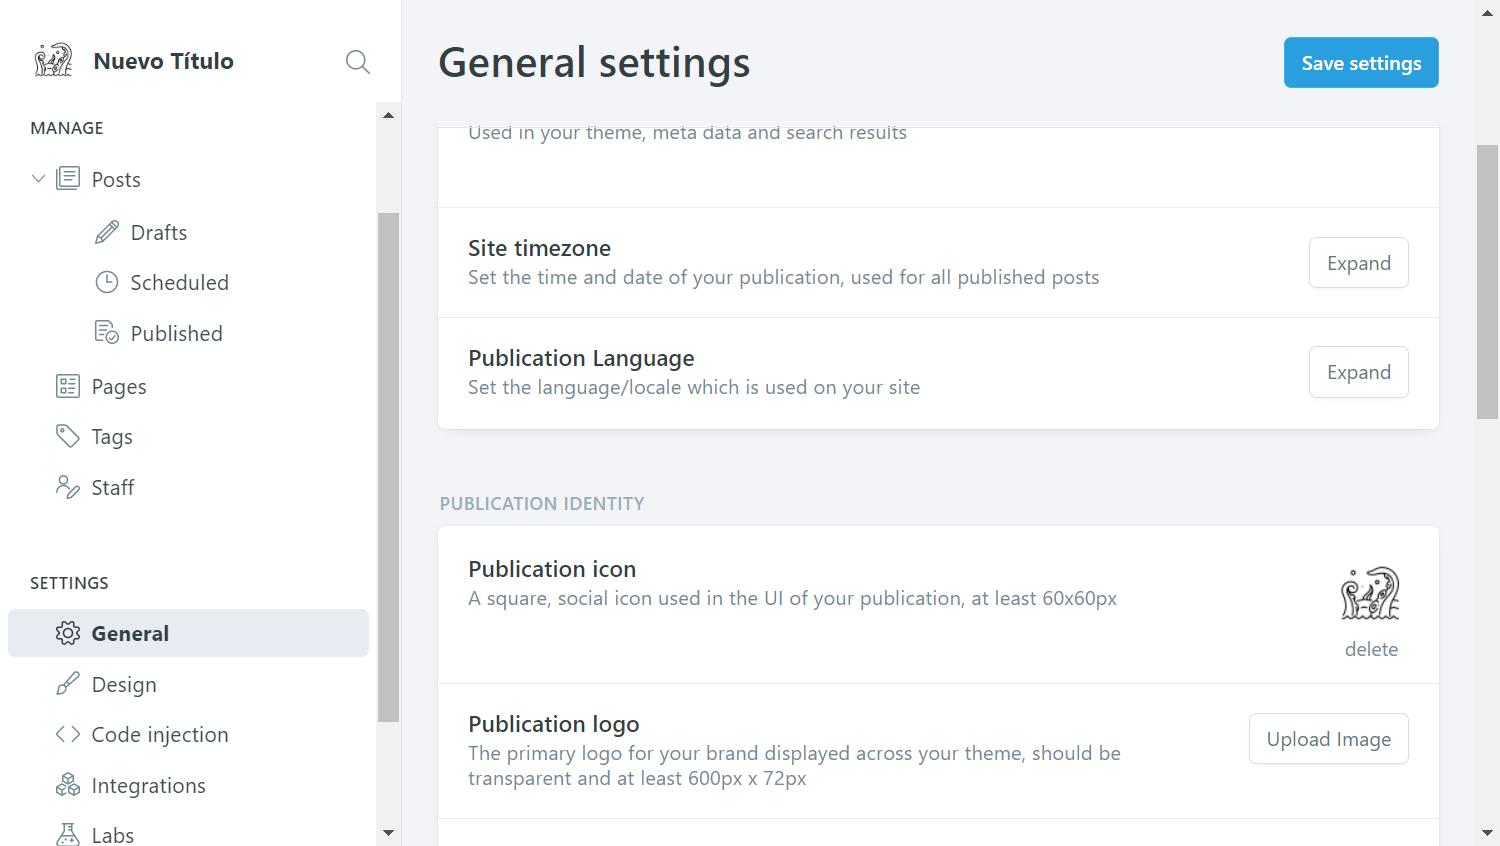 Nuevo Título
MANAGE
Posts
Drafts
Scheduled
Published
Pages
Tags
Staff
SETTINGS
General
Design
Code injection
Integrations
Labs
General settings
Save settings
Used in your theme, meta data and search results
Site timezone
Set the time and date of your publication, used for all published posts
Expand
Publication Language
Set the language/locale which is used on your site
Expand
PUBLICATION IDENTITY
Publication icon
A square, social icon used in the UI of your publication, at least 60x60px
delete
Publication logo
The primary logo for your brand displayed across your theme, should be
transparent and at least 600px x 72px
Upload Image